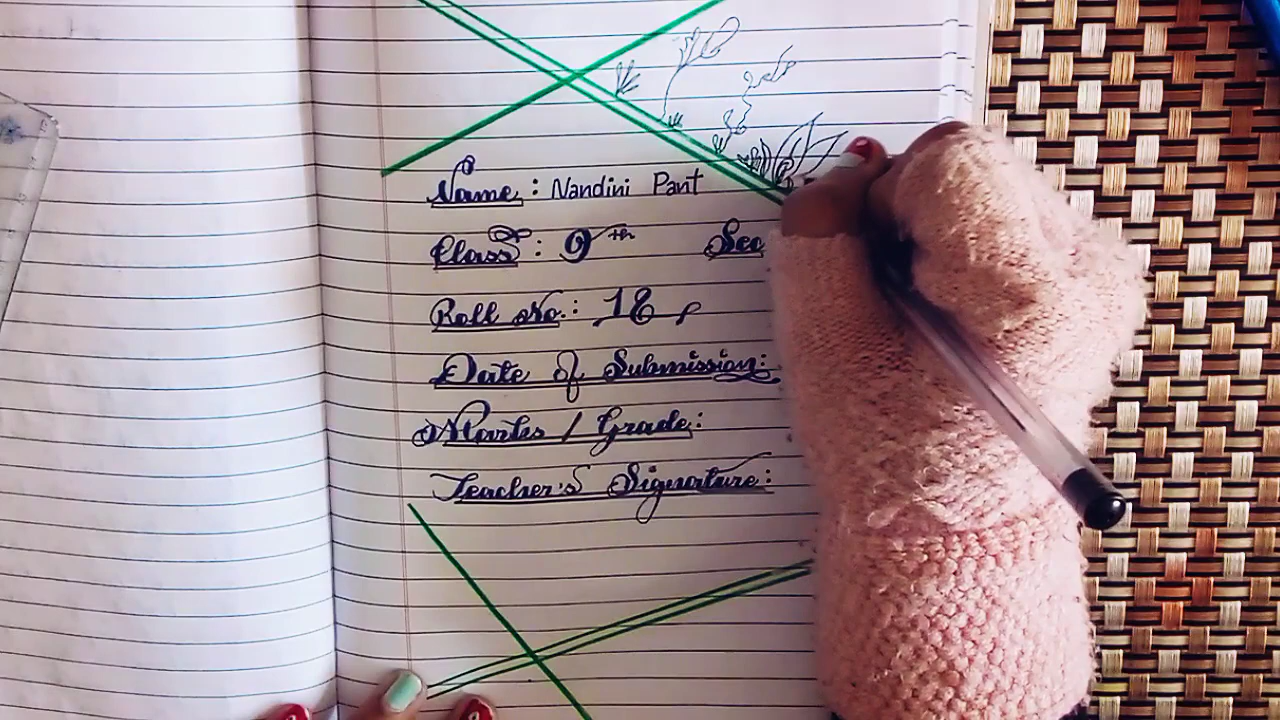 Name : Nandini Pant
Class : 9th Sec
Roll No. : 18
Date of Submission:
Marks / Grade:
Teacher's Signature: